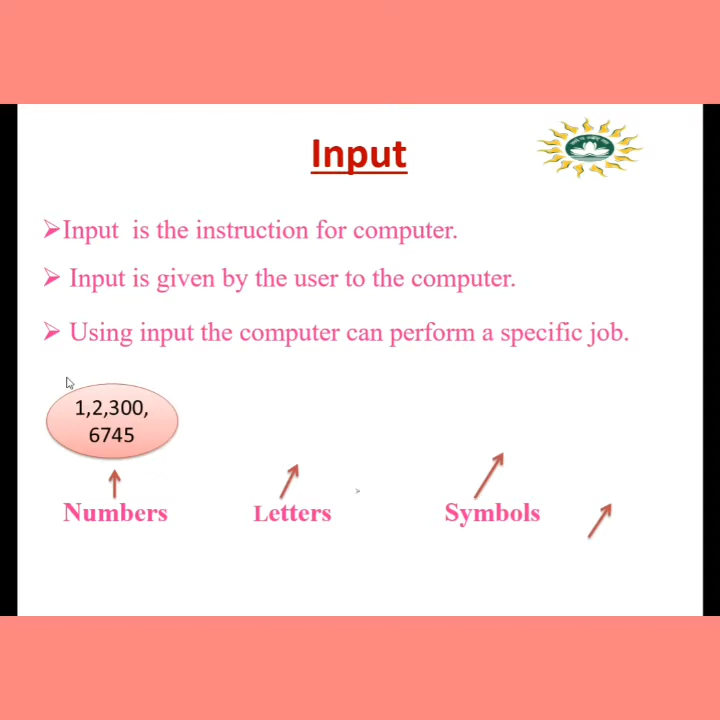 Input
➢Input is the instruction for computer.
➢ Input is given by the user to the computer.
➢ Using input the computer can perform a specific job.
1,2,300,
6745
Numbers Letters Symbols